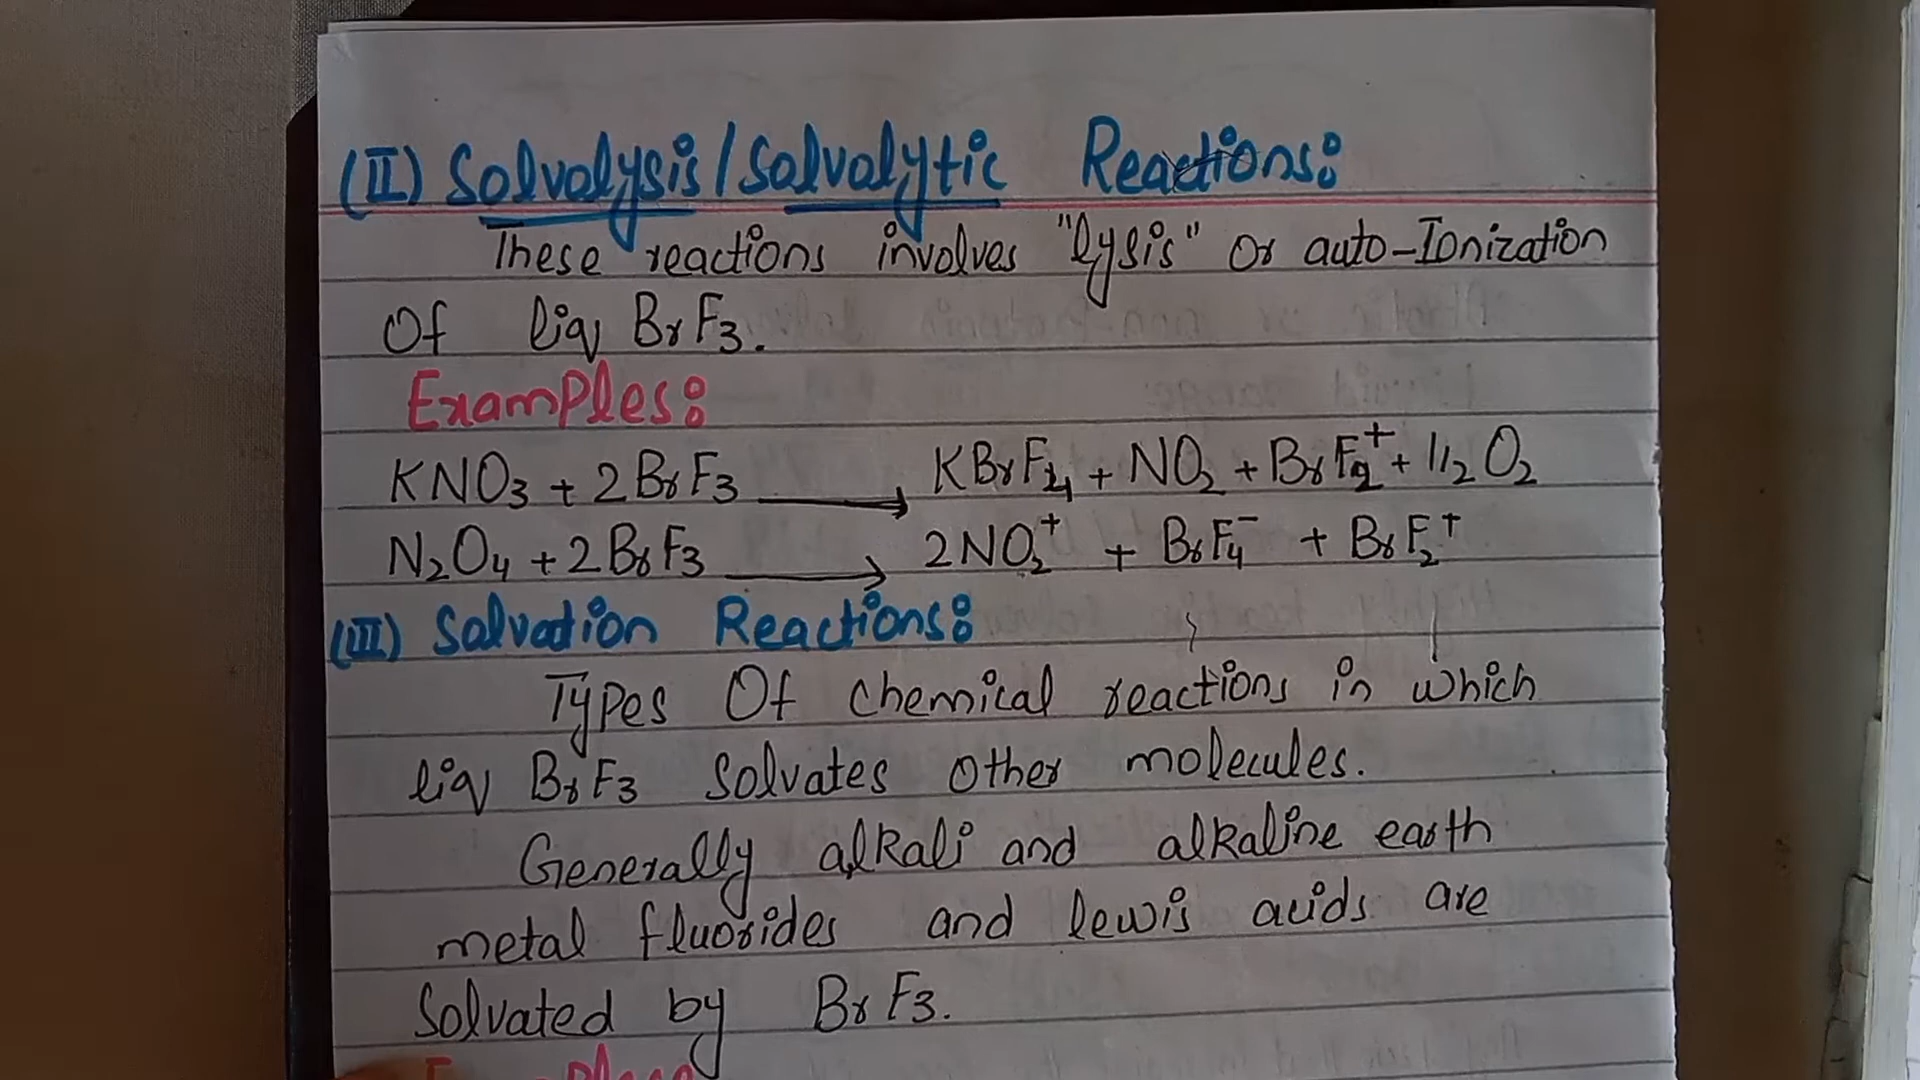 (II) Solvolysis/Solvolytic Reactions:
These reactions involves "lysis" or auto-Ionization
Of liq BrF3.
Examples:
KNO3 + 2BrF3 → KBrF4 + NO2 + BrF2+ + 1/2 O2
N2O4 + 2BrF3 → 2NO2+ + BrF4- + BrF2+
(III) Solvation Reactions:
Types Of chemical reactions in which
liq BrF3 Solvates Other molecules.
Generally alkali and alkaline earth
metal fluorides and lewis acids are
Solvated by BrF3.